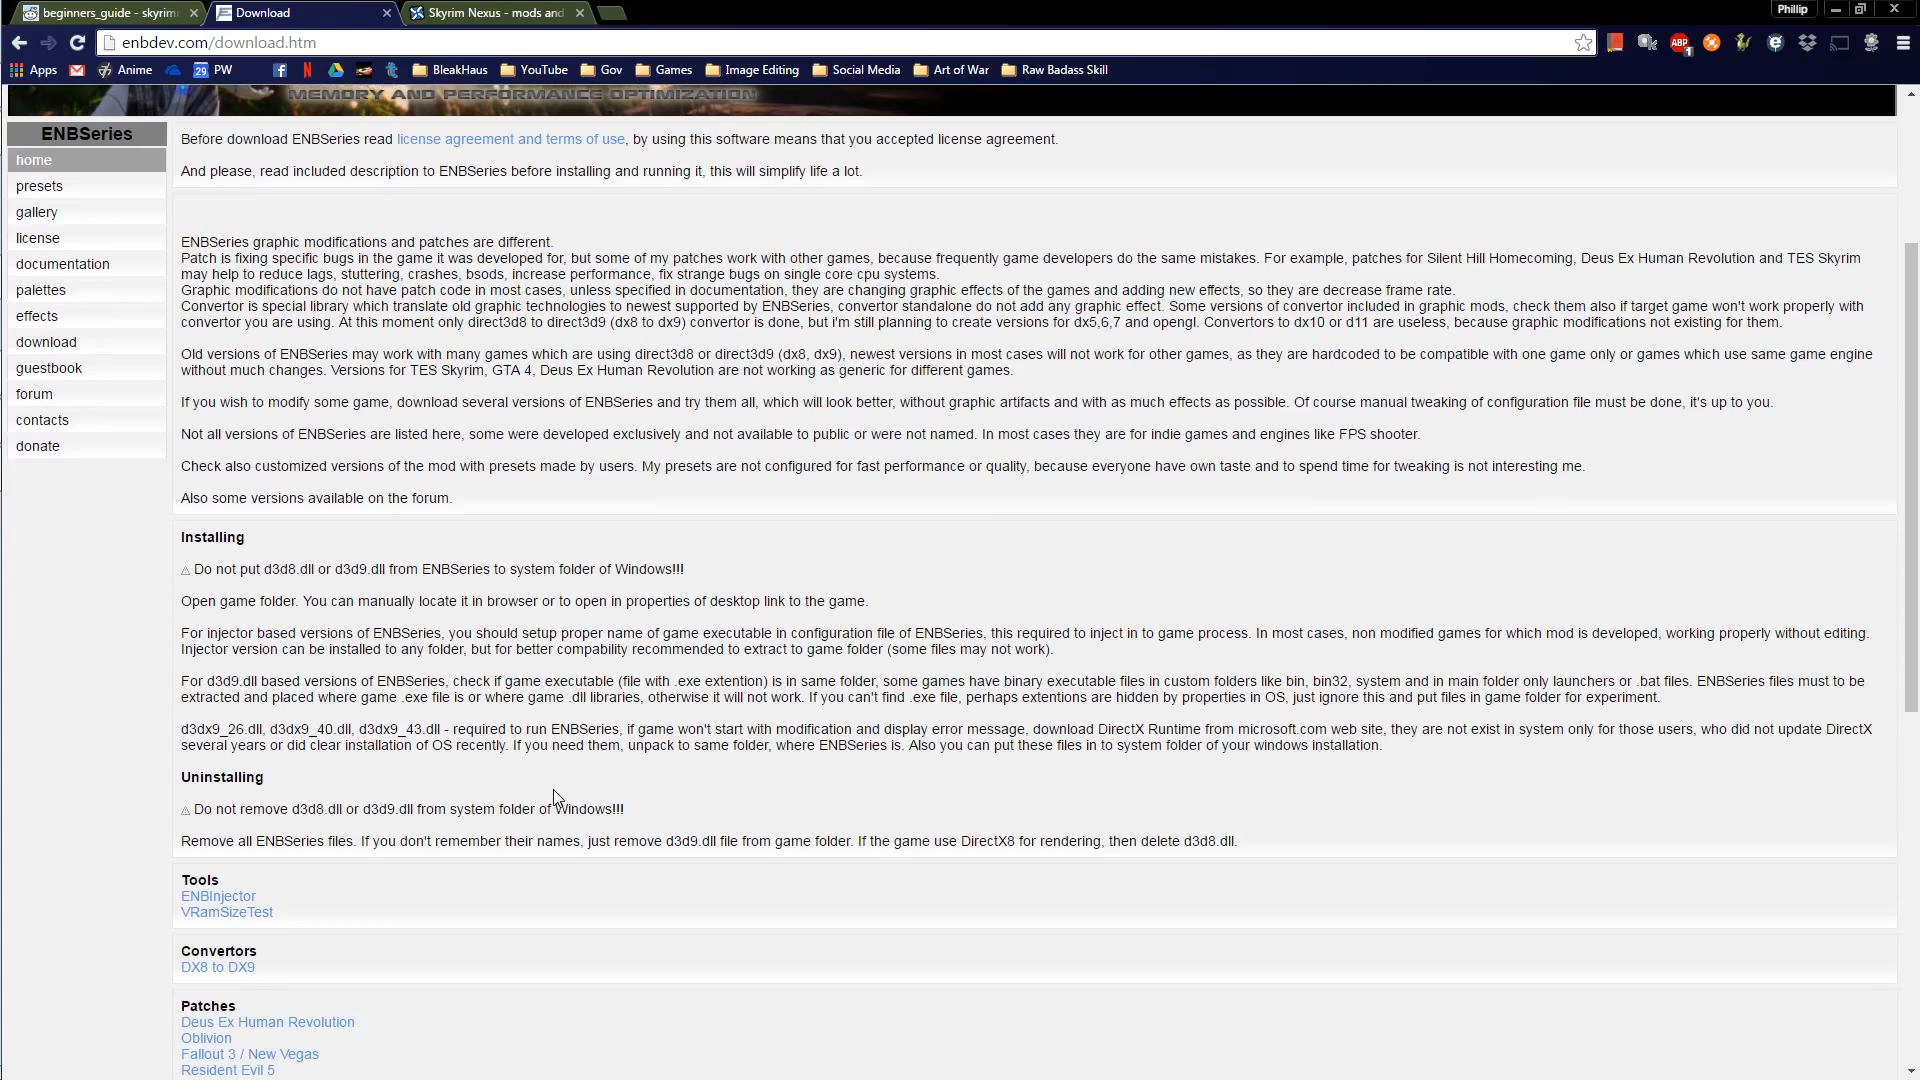 beginners_guide - skyrim
Download
Skyrim Nexus - mods and
Phillip
enbdev.com/download.htm
Apps
Anime
29 PW
BleakHaus
YouTube
Gov
Games
Image Editing
Social Media
Art of War
Raw Badass Skill
MEMORY AND PERFORMANCE OPTIMIZATION
ENBSeries
home
presets
gallery
license
documentation
palettes
effects
download
guestbook
forum
contacts
donate
Before download ENBSeries read license agreement and terms of use, by using this software means that you accepted license agreement.
And please, read included description to ENBSeries before installing and running it, this will simplify life a lot.
ENBSeries graphic modifications and patches are different.
Patch is fixing specific bugs in the game it was developed for, but some of my patches work with other games, because frequently game developers do the same mistakes. For example, patches for Silent Hill Homecoming, Deus Ex Human Revolution and TES Skyrim
may help to reduce lags, stuttering, crashes, bsods, increase performance, fix strange bugs on single core cpu systems.
Graphic modifications do not have patch code in most cases, unless specified in documentation, they are changing graphic effects of the games and adding new effects, so they are decrease frame rate.
Convertor is special library which translate old graphic technologies to newest supported by ENBSeries, convertor standalone do not add any graphic effect. Some versions of convertor included in graphic mods, check them also if target game won't work properly with
convertor you are using. At this moment only direct3d8 to direct3d9 (dx8 to dx9) convertor is done, but i'm still planning to create versions for dx5,6,7 and opengl. Convertors to dx10 or d11 are useless, because graphic modifications not existing for them.
Old versions of ENBSeries may work with many games which are using direct3d8 or direct3d9 (dx8, dx9), newest versions in most cases will not work for other games, as they are hardcoded to be compatible with one game only or games which use same game engine
without much changes. Versions for TES Skyrim, GTA 4, Deus Ex Human Revolution are not working as generic for different games.
If you wish to modify some game, download several versions of ENBSeries and try them all, which will look better, without graphic artifacts and with as much effects as possible. Of course manual tweaking of configuration file must be done, it's up to you.
Not all versions of ENBSeries are listed here, some were developed exclusively and not available to public or were not named. In most cases they are for indie games and engines like FPS shooter.
Check also customized versions of the mod with presets made by users. My presets are not configured for fast performance or quality, because everyone have own taste and to spend time for tweaking is not interesting me.
Also some versions available on the forum.
Installing
Do not put d3d8.dll or d3d9.dll from ENBSeries to system folder of Windows!!!
Open game folder. You can manually locate it in browser or to open in properties of desktop link to the game.
For injector based versions of ENBSeries, you should setup proper name of game executable in configuration file of ENBSeries, this required to inject in to game process. In most cases, non modified games for which mod is developed, working properly without editing.
Injector version can be installed to any folder, but for better compability recommended to extract to game folder (some files may not work).
For d3d9.dll based versions of ENBSeries, check if game executable (file with .exe extention) is in same folder, some games have binary executable files in custom folders like bin, bin32, system and in main folder only launchers or .bat files. ENBSeries files must to be
extracted and placed where game .exe file is or where game .dll libraries, otherwise it will not work. If you can't find .exe file, perhaps extentions are hidden by properties in OS, just ignore this and put files in game folder for experiment.
d3dx9_26.dll, d3dx9_40.dll, d3dx9_43.dll - required to run ENBSeries, if game won't start with modification and display error message, download DirectX Runtime from microsoft.com web site, they are not exist in system only for those users, who did not update DirectX
several years or did clear installation of OS recently. If you need them, unpack to same folder, where ENBSeries is. Also you can put these files in to system folder of your windows installation.
Uninstalling
Do not remove d3d8.dll or d3d9.dll from system folder of Windows!!!
Remove all ENBSeries files. If you don't remember their names, just remove d3d9.dll file from game folder. If the game use DirectX8 for rendering, then delete d3d8.dll.
Tools
ENBInjector
VRamSizeTest
Convertors
DX8 to DX9
Patches
Deus Ex Human Revolution
Oblivion
Fallout 3 / New Vegas
Resident Evil 5